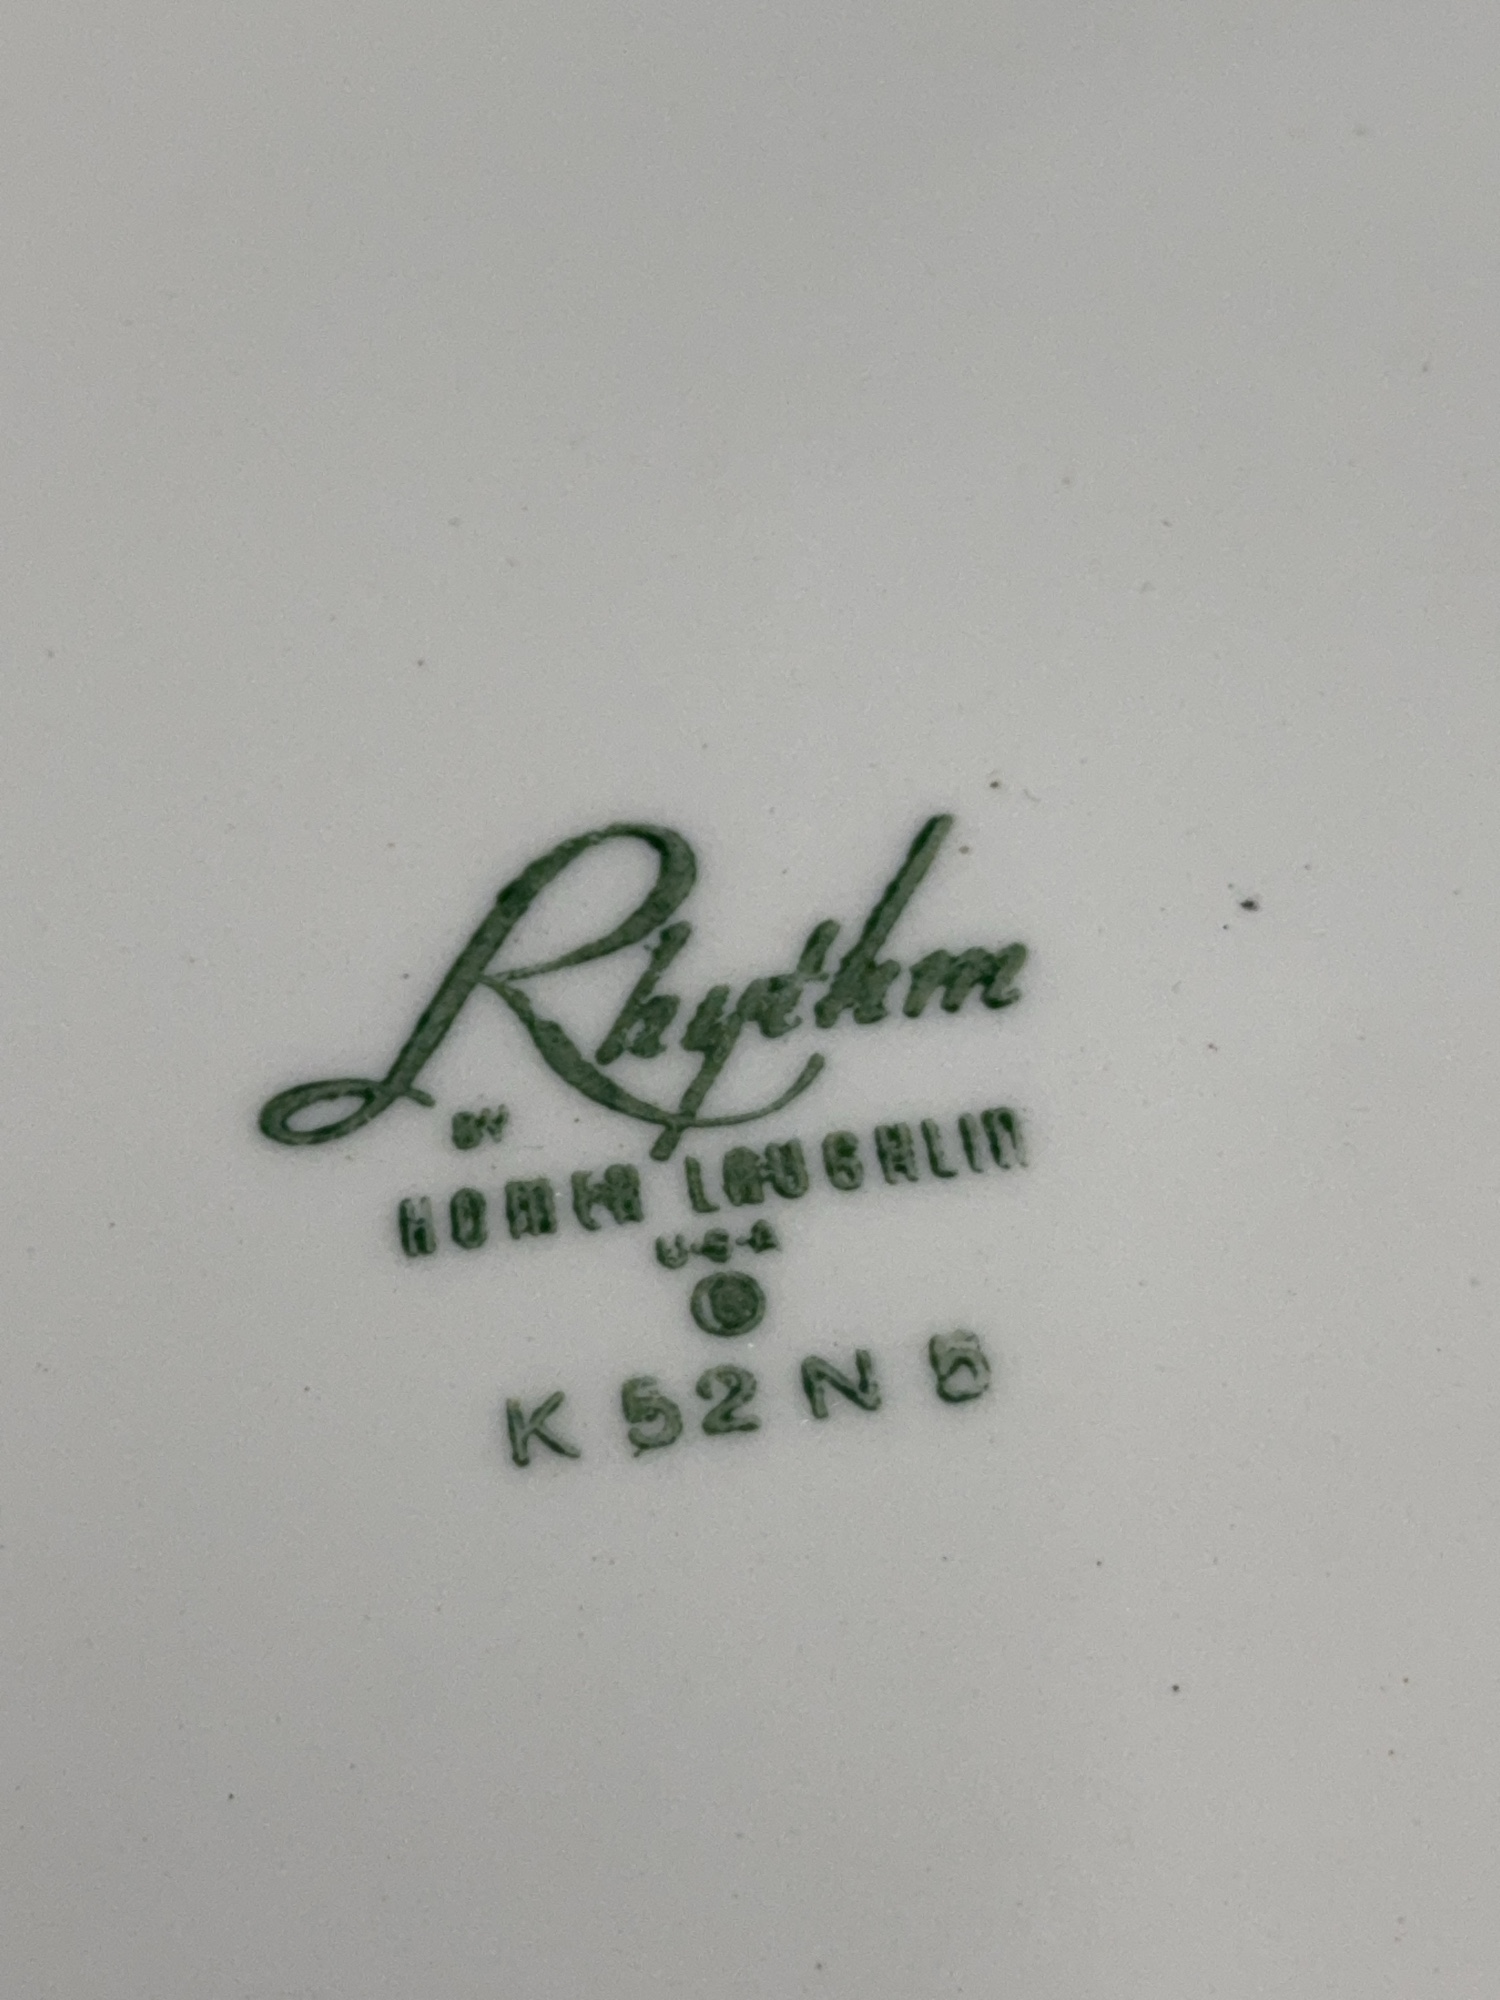 Rhythm
BY
HOMER LAUGHLIN
U.S.A
K 52 N 5